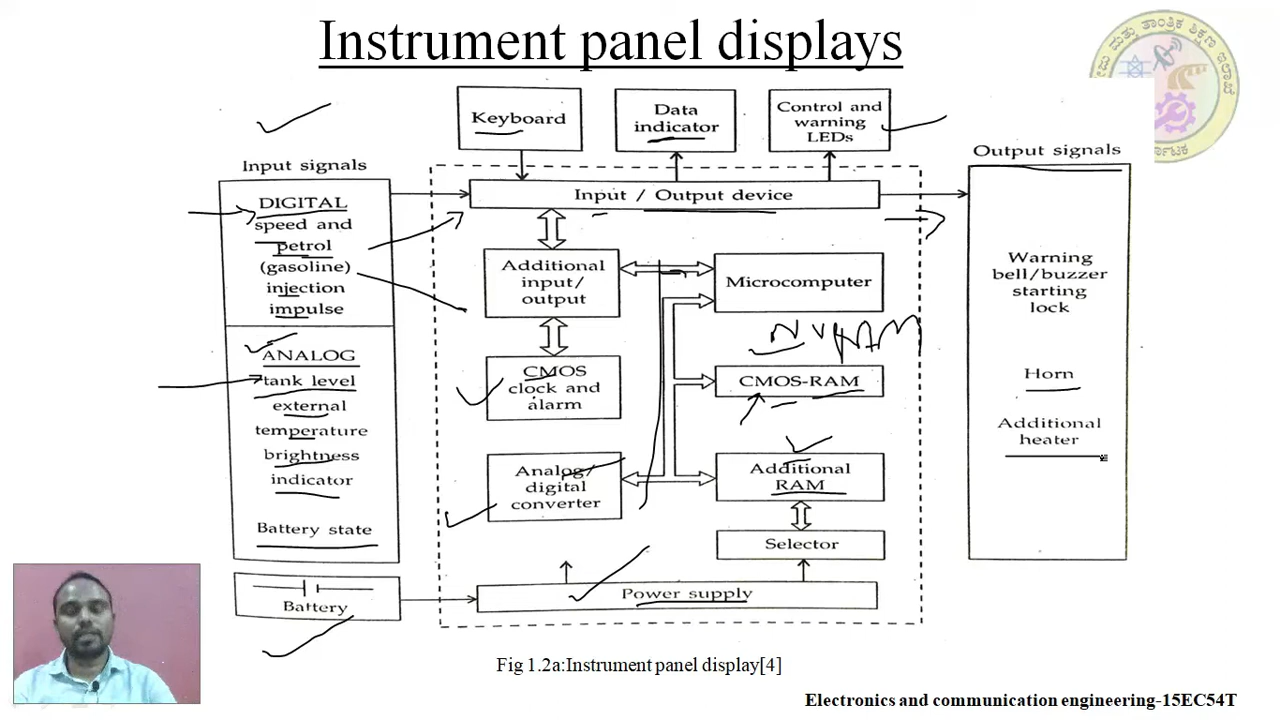 Instrument panel displays
Keyboard
Data
indicator
Control and
warning
LEDs
Input signals
Output signals
DIGITAL
speed and
petrol
(gasoline)
injection
impulse
Input / Output device
Additional
input/
output
Microcomputer
Warning
bell/buzzer
starting
lock
NVRAM
ANALOG
tank level
external
temperature
brightness
indicator
Battery state
CMOS
clock and
alarm
CMOS-RAM
Horn
Additional
heater
Analog/
digital
converter
Additional
RAM
Selector
Battery
Power supply
Fig 1.2a:Instrument panel display[4]
Electronics and communication engineering-15EC54T